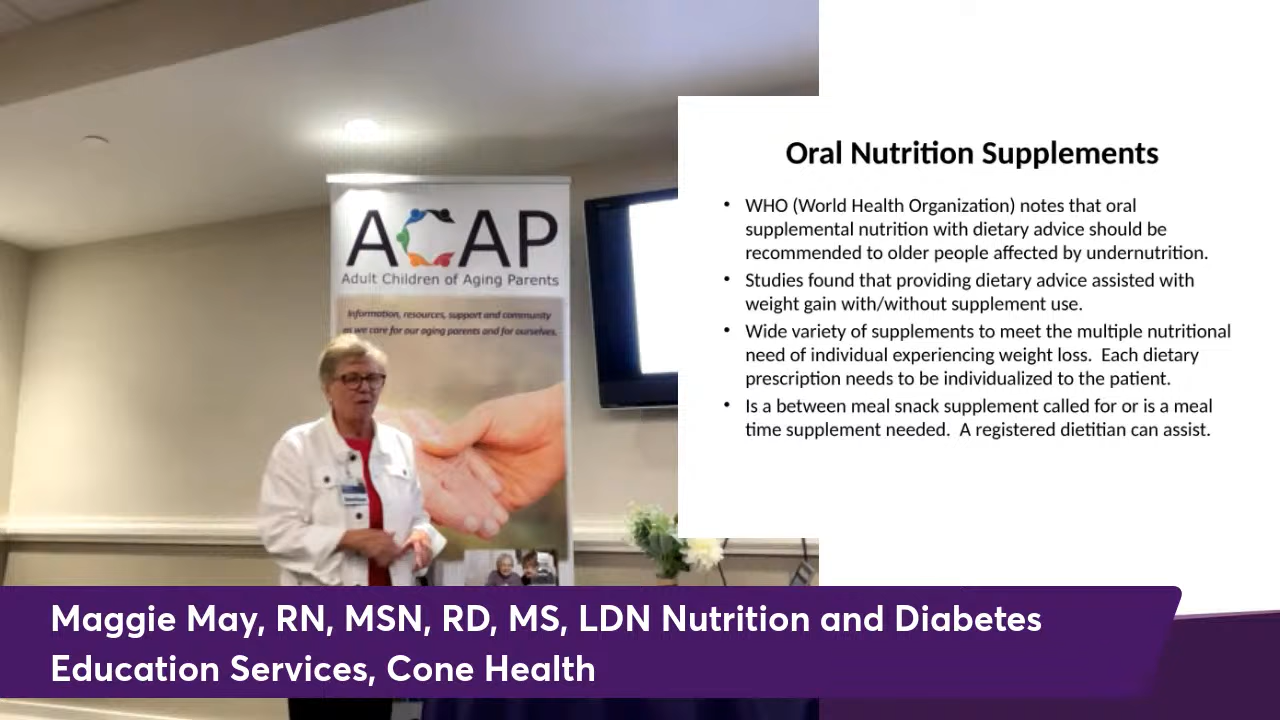 ACAP
Adult Children of Aging Parents
Information, resources, support and community
as we care for our aging parents and for ourselves.
Oral Nutrition Supplements
• WHO (World Health Organization) notes that oral
supplemental nutrition with dietary advice should be
recommended to older people affected by undernutrition.
• Studies found that providing dietary advice assisted with
weight gain with/without supplement use.
• Wide variety of supplements to meet the multiple nutritional
need of individual experiencing weight loss.  Each dietary
prescription needs to be individualized to the patient.
• Is a between meal snack supplement called for or is a meal
time supplement needed.  A registered dietitian can assist.
Maggie May, RN, MSN, RD, MS, LDN Nutrition and Diabetes
Education Services, Cone Health